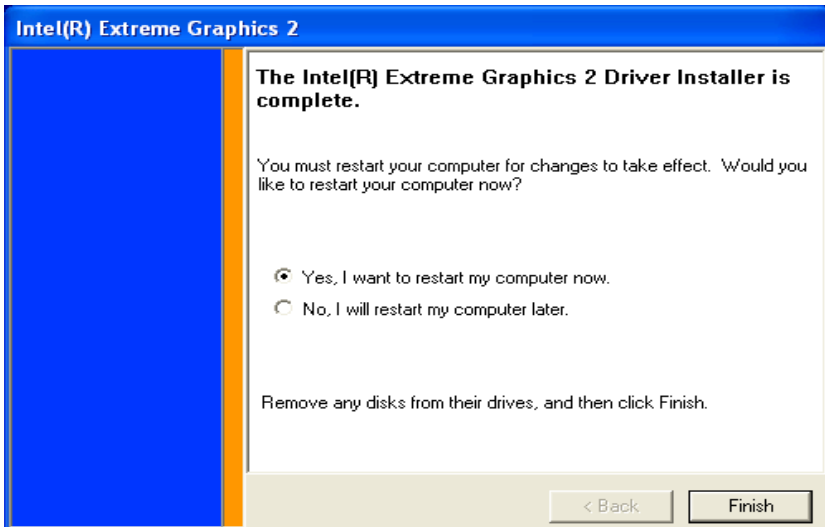 Intel(R) Extreme Graphics 2
The Intel(R) Extreme Graphics 2 Driver Installer is
complete.
You must restart your computer for changes to take effect.  Would you
like to restart your computer now?
Yes, I want to restart my computer now.
No, I will restart my computer later.
Remove any disks from their drives, and then click Finish.
< Back
Finish